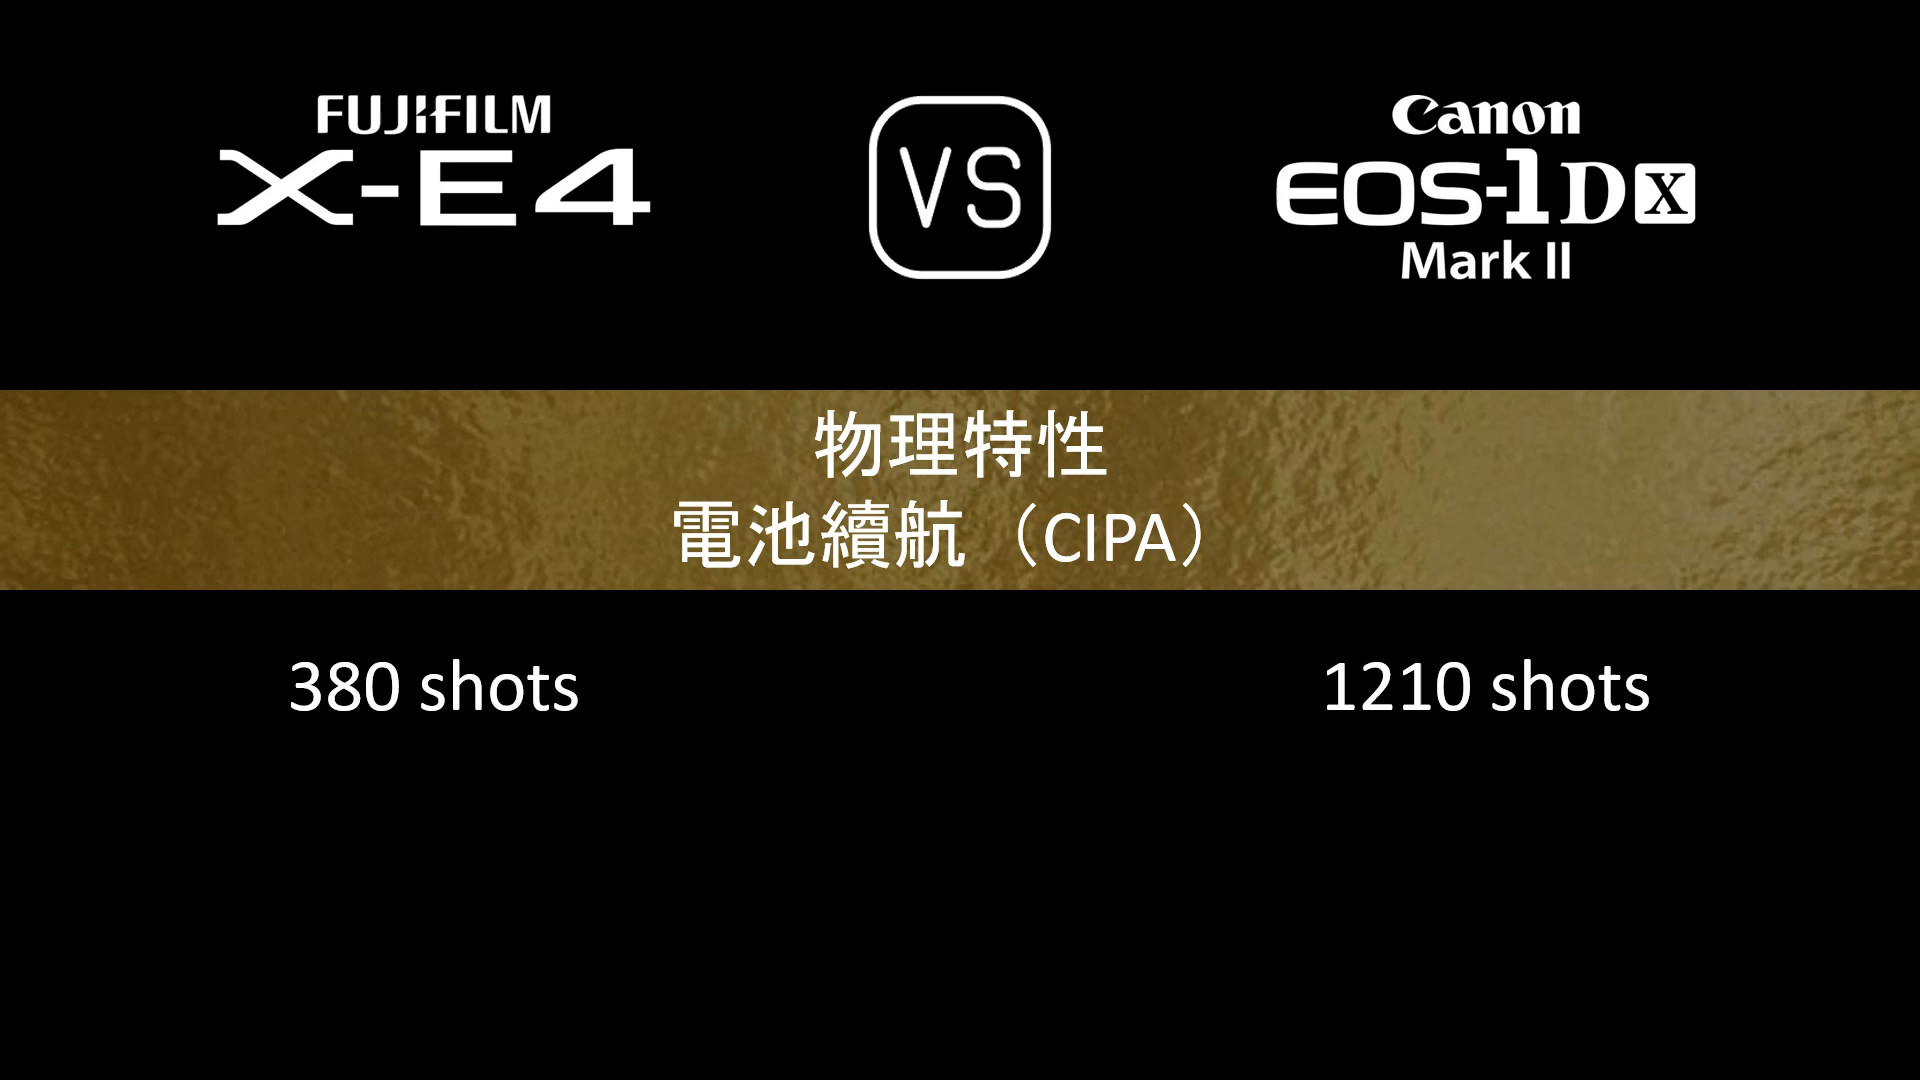 FUJIFILM
X-E4
VS
Canon
EOS-1DX
Mark II
物理特性
電池續航（CIPA）
380 shots
1210 shots